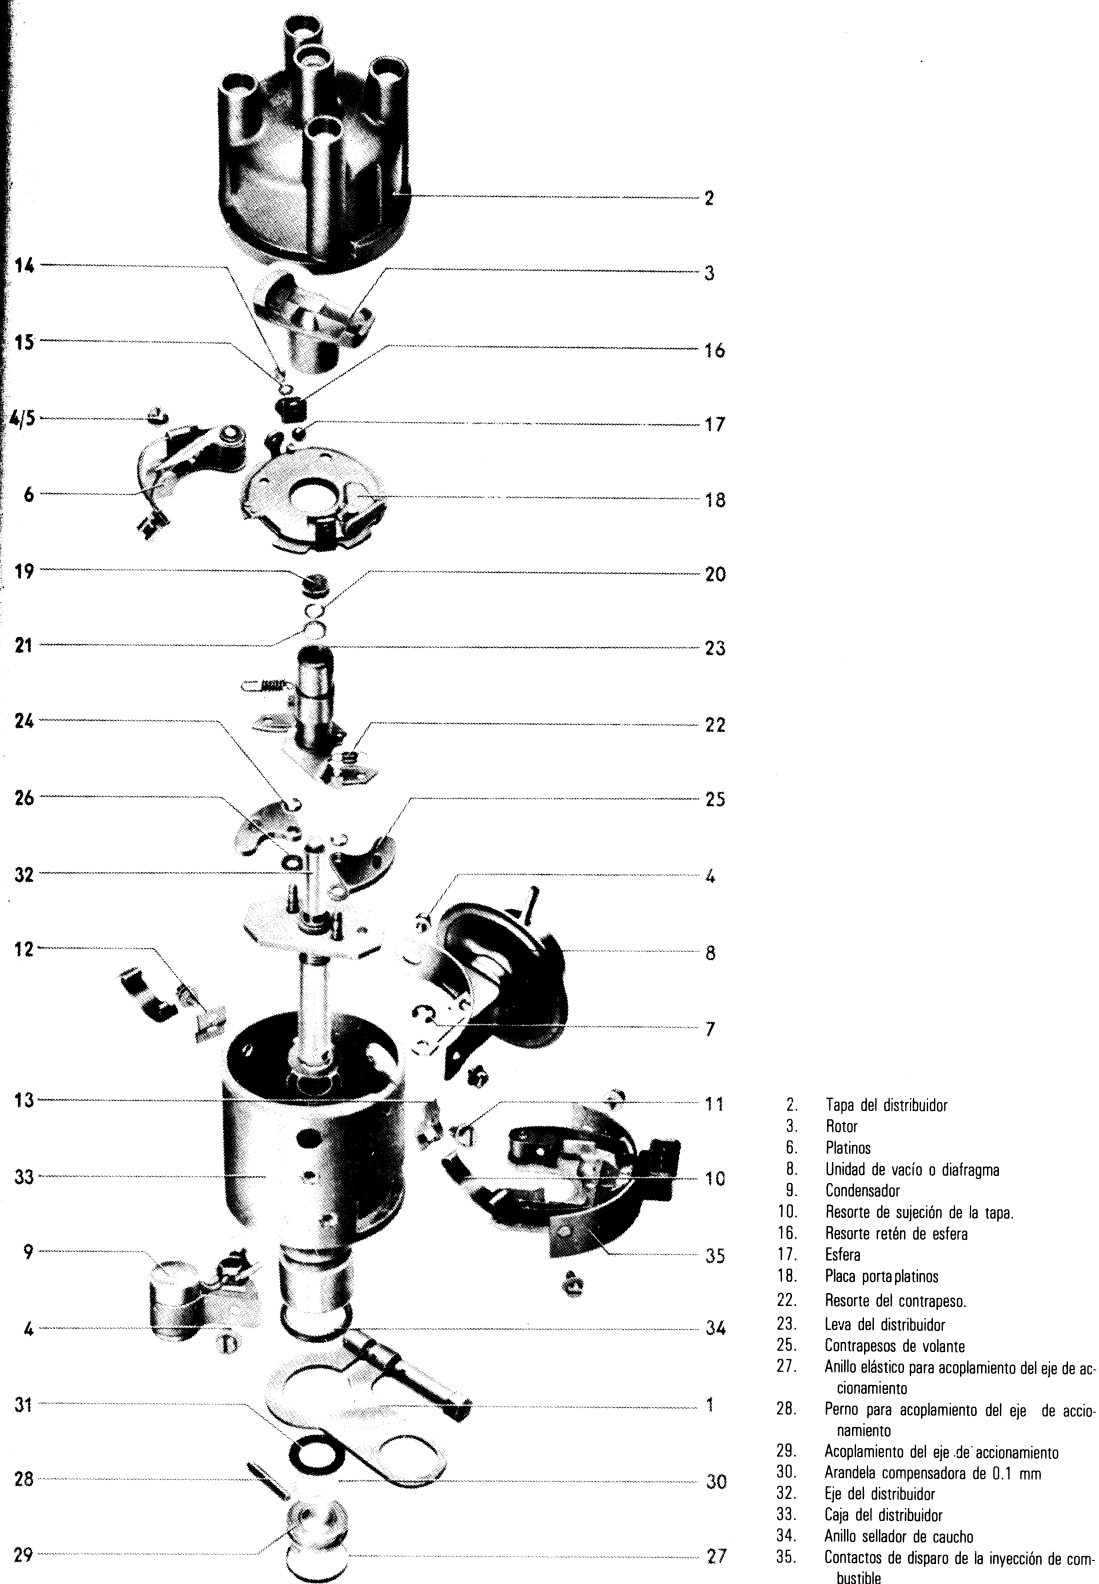 2
14
3
15
16
4/5
17
6
18
19
20
21
23
24
22
26
25
32
4
12
8
7
13
11
33
10
9
35
4
34
31
1
28
30
29
27
2. Tapa del distribuidor
3. Rotor
6. Platinos
8. Unidad de vacío o diafragma
9. Condensador
10. Resorte de sujeción de la tapa.
16. Resorte retén de esfera
17. Esfera
18. Placa portaplatinos
22. Resorte del contrapeso.
23. Leva del distribuidor
25. Contrapesos de volante
27. Anillo elástico para acoplamiento del eje de ac-
cionamiento
28. Perno para acoplamiento del eje de accio-
namiento
29. Acoplamiento del eje de accionamiento
30. Arandela compensadora de 0.1 mm
32. Eje del distribuidor
33. Caja del distribuidor
34. Anillo sellador de caucho
35. Contactos de disparo de la inyección de com-
bustible